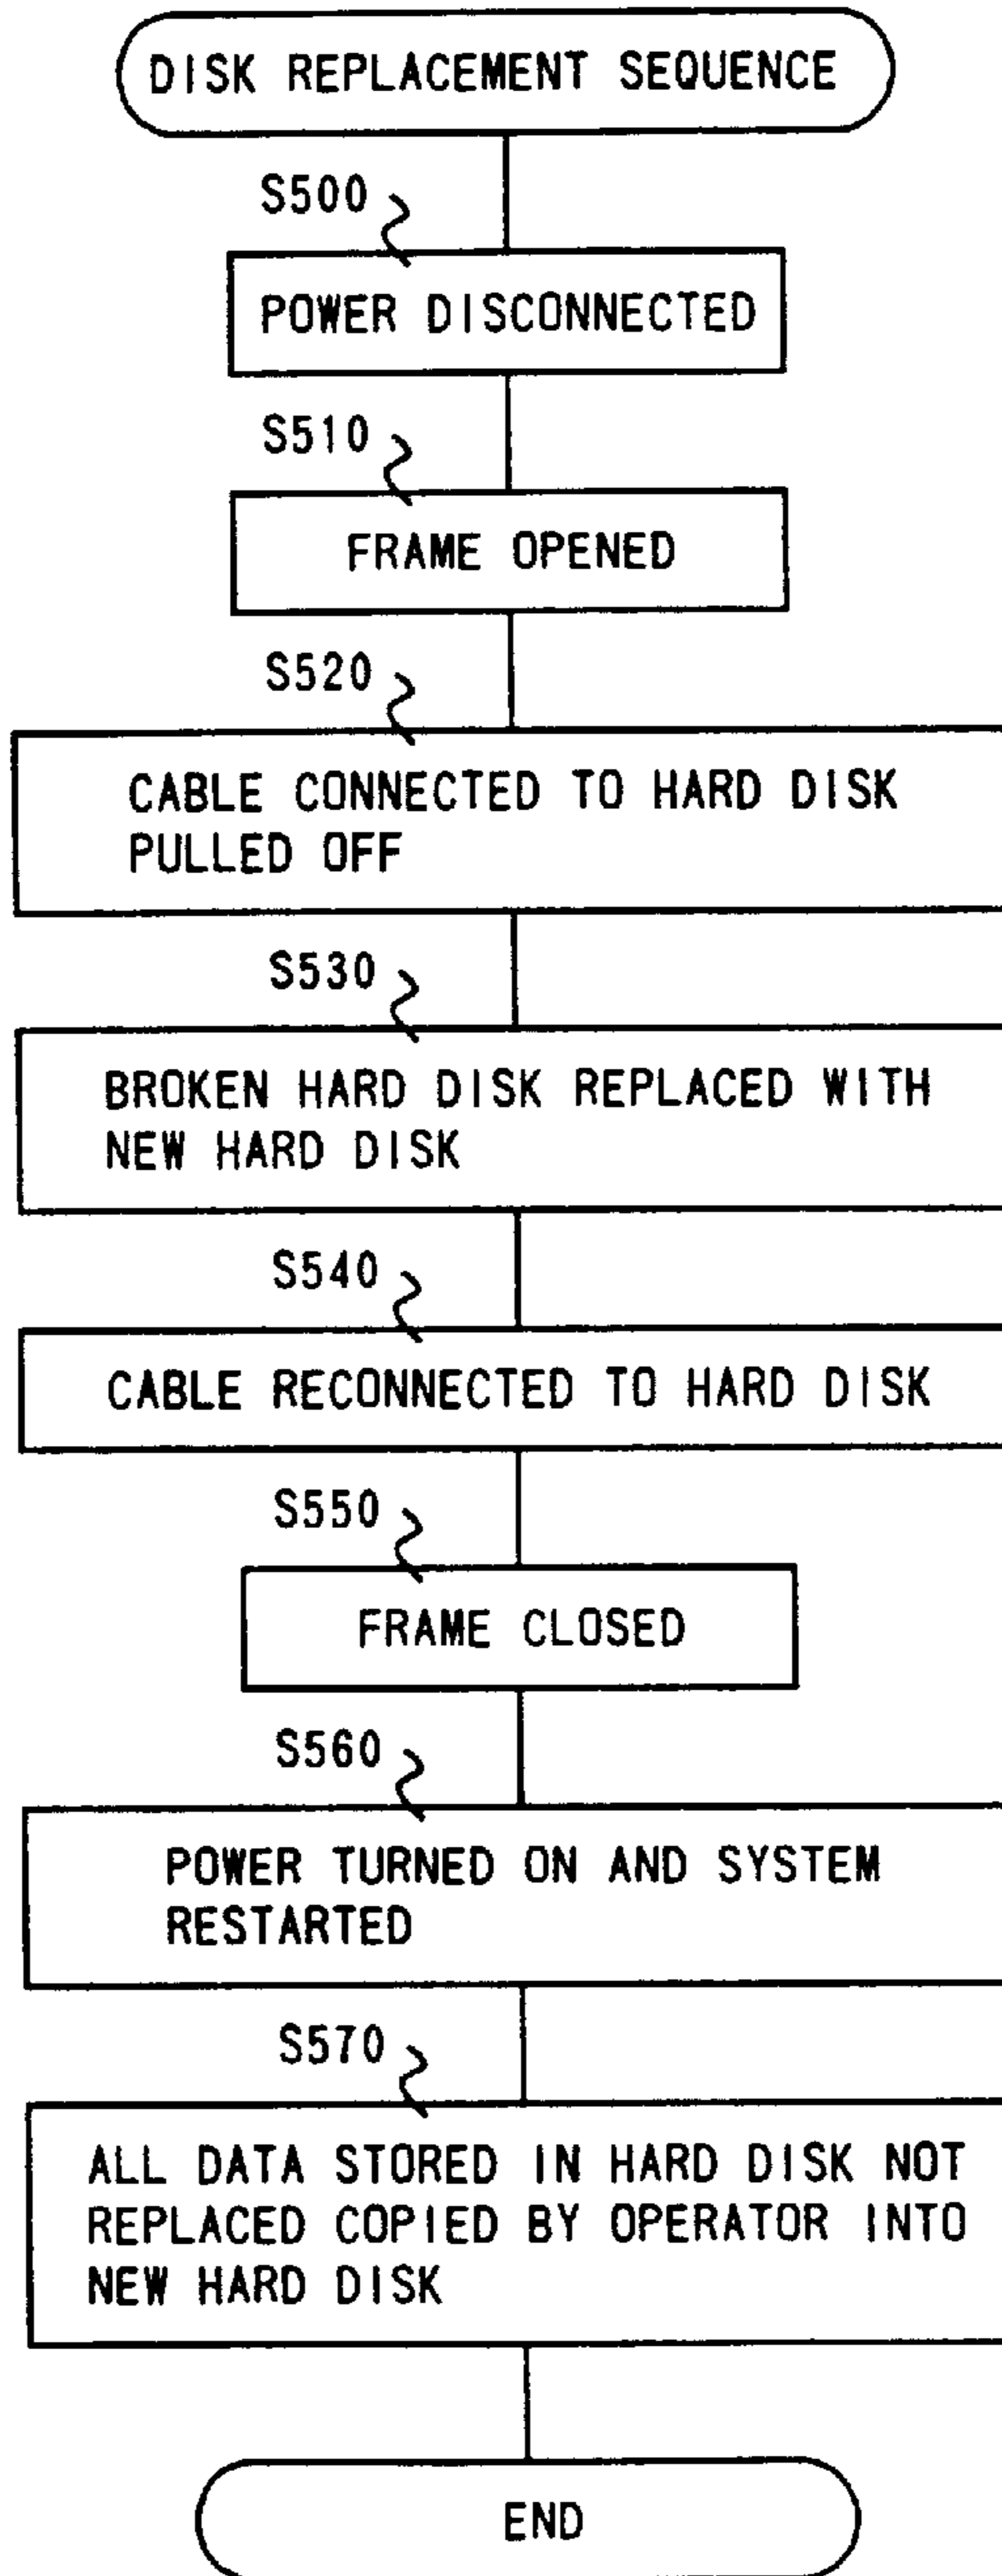 DISK REPLACEMENT SEQUENCE
S500
POWER DISCONNECTED
S510
FRAME OPENED
S520
CABLE CONNECTED TO HARD DISK
PULLED OFF
S530
BROKEN HARD DISK REPLACED WITH
NEW HARD DISK
S540
CABLE RECONNECTED TO HARD DISK
S550
FRAME CLOSED
S560
POWER TURNED ON AND SYSTEM
RESTARTED
S570
ALL DATA STORED IN HARD DISK NOT
REPLACED COPIED BY OPERATOR INTO
NEW HARD DISK
END